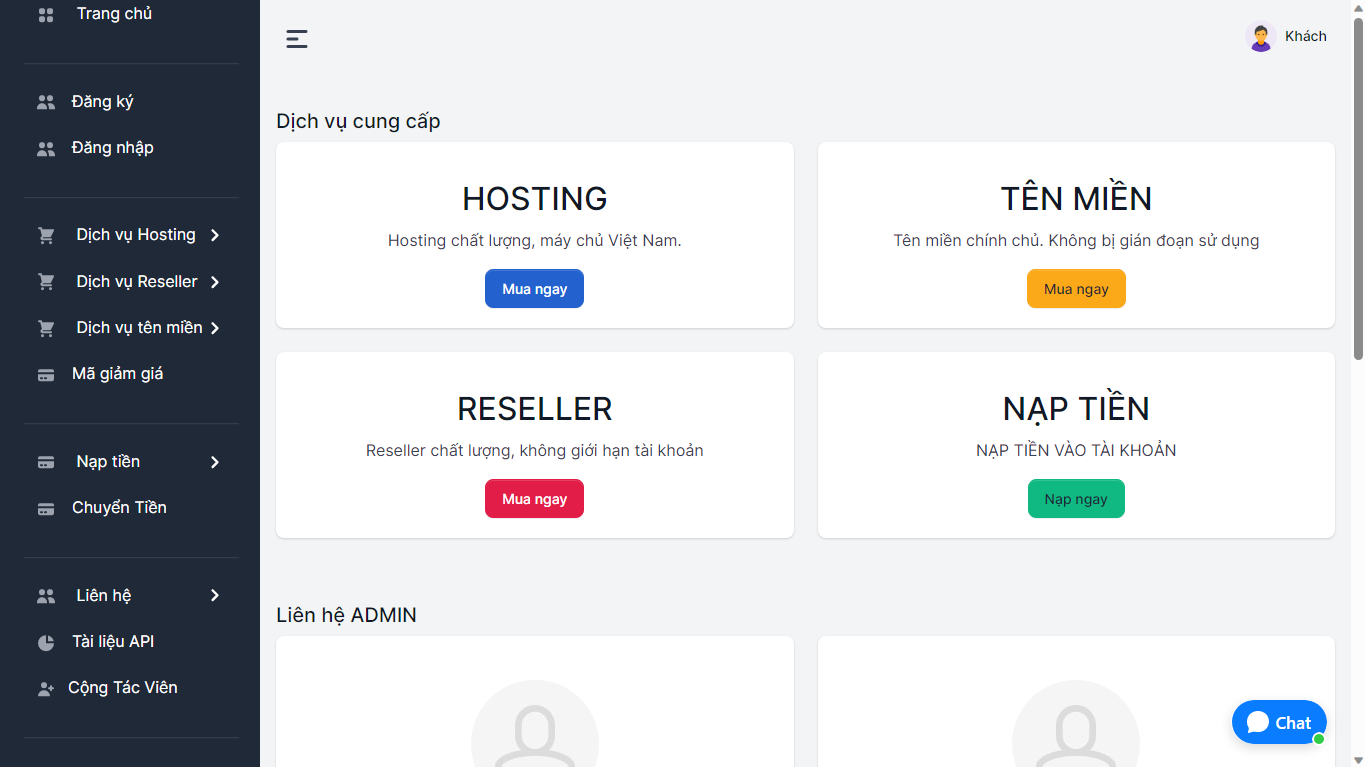 Trang chủ
Đăng ký
Đăng nhập
Dịch vụ Hosting
Dịch vụ Reseller
Dịch vụ tên miền
Mã giảm giá
Nạp tiền
Chuyển Tiền
Liên hệ
Tài liệu API
Cộng Tác Viên
Khách
Dịch vụ cung cấp
HOSTING
Hosting chất lượng, máy chủ Việt Nam.
Mua ngay
TÊN MIỀN
Tên miền chính chủ. Không bị gián đoạn sử dụng
Mua ngay
RESELLER
Reseller chất lượng, không giới hạn tài khoản
Mua ngay
NẠP TIỀN
NẠP TIỀN VÀO TÀI KHOẢN
Nạp ngay
Liên hệ ADMIN
Chat